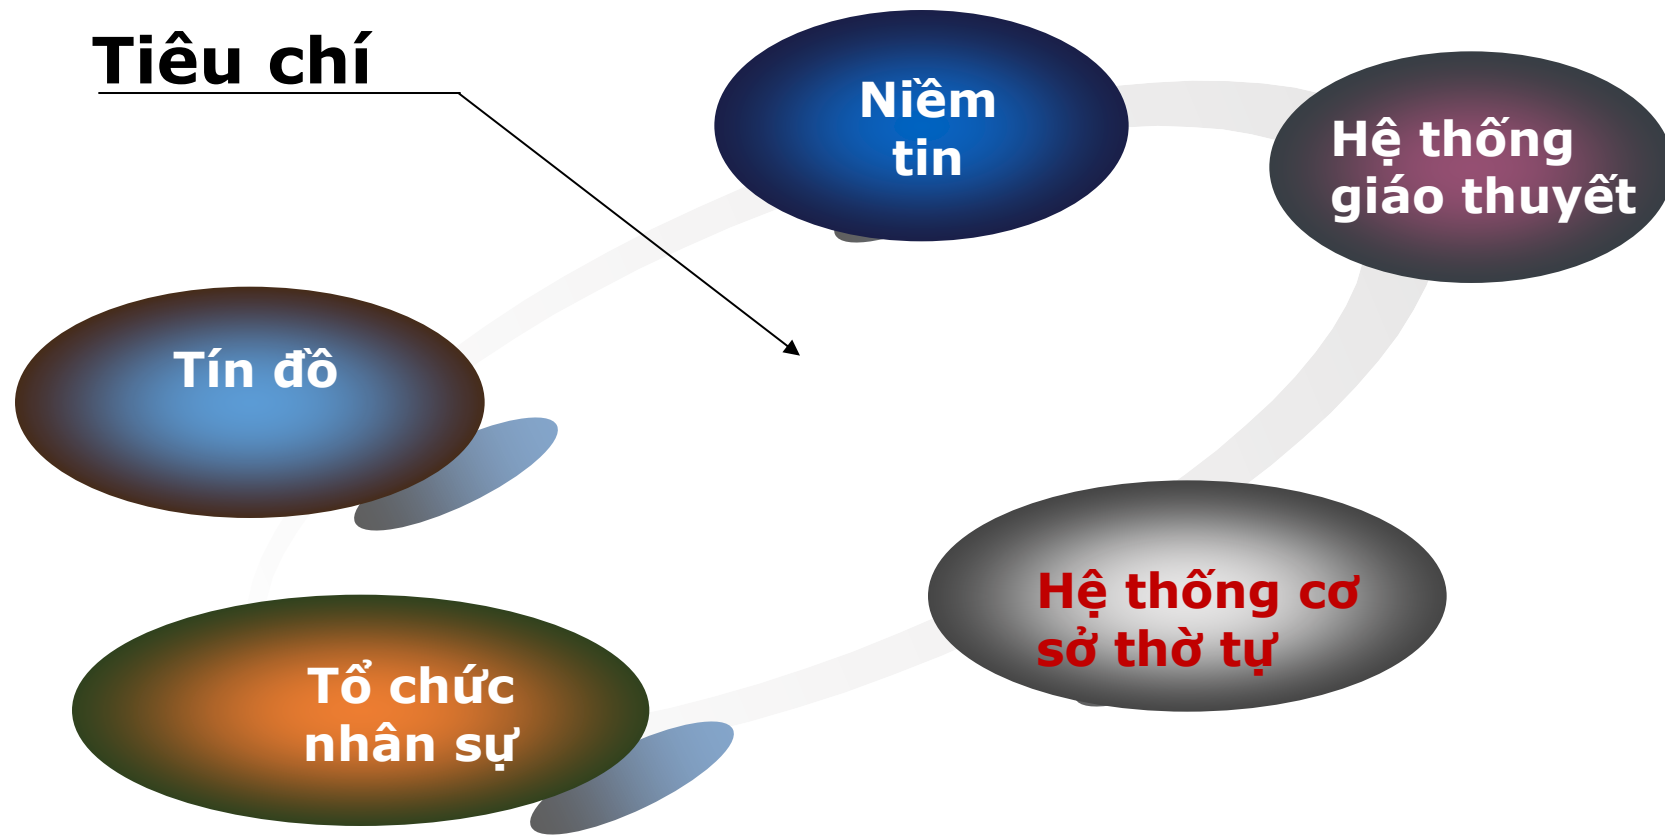 Tiêu chí
Niềm
tin
Hệ thống
giáo thuyết
Tín đồ
Hệ thống cơ
sở thờ tự
Tổ chức
nhân sự